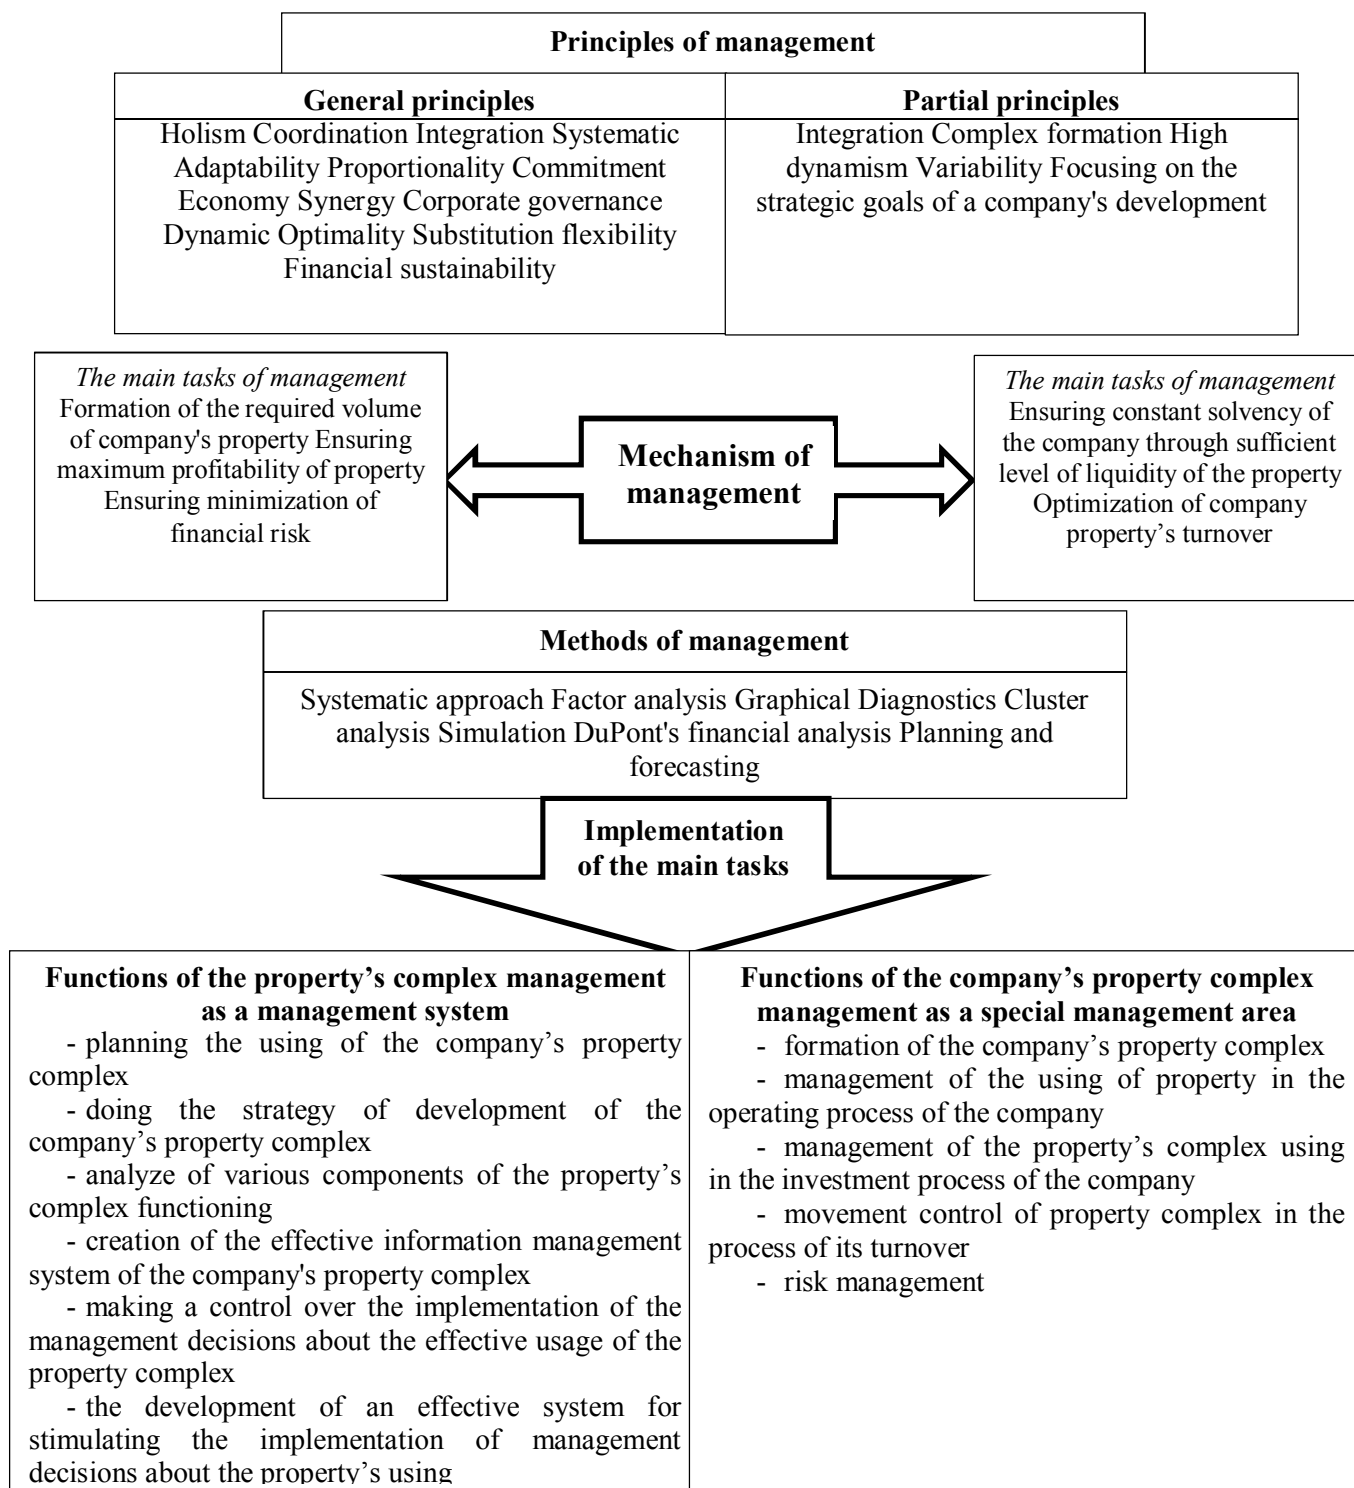 Principles of management
General principles
Holism Coordination Integration Systematic
Adaptability Proportionality Commitment
Economy Synergy Corporate governance
Dynamic Optimality Substitution flexibility
Financial sustainability
Partial principles
Integration Complex formation High
dynamism Variability Focusing on the
strategic goals of a company's development
The main tasks of management
Formation of the required volume
of company's property Ensuring
maximum profitability of property
Ensuring minimization of
financial risk
Mechanism of
management
The main tasks of management
Ensuring constant solvency of
the company through sufficient
level of liquidity of the property
Optimization of company
property’s turnover
Methods of management
Systematic approach Factor analysis Graphical Diagnostics Cluster
analysis Simulation DuPont's financial analysis Planning and
forecasting
Implementation
of the main tasks
Functions of the property’s complex management
as a management system
- planning the using of the company’s property
complex
- doing the strategy of development of the
company’s property complex
- analyze of various components of the property’s
complex functioning
- creation of the effective information management
system of the company's property complex
- making a control over the implementation of the
management decisions about the effective usage of the
property complex
- the development of an effective system for
stimulating the implementation of management
decisions about the property’s using
Functions of the company’s property complex
management as a special management area
- formation of the company’s property complex
- management of the using of property in the
operating process of the company
- management of the property’s complex using
in the investment process of the company
- movement control of property complex in the
process of its turnover
- risk management